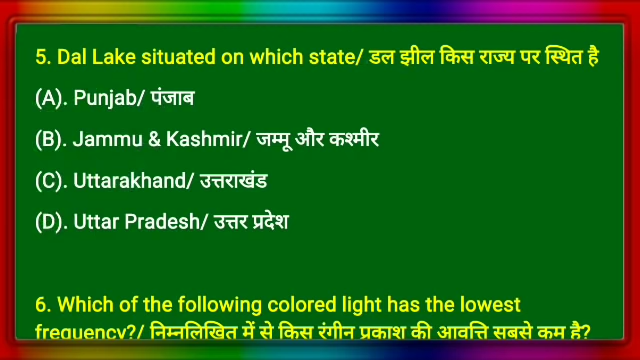 5. Dal Lake situated on which state/ डल झील किस राज्य पर स्थित है
(A). Punjab/ पंजाब
(B). Jammu & Kashmir/ जम्मू और कश्मीर
(C). Uttarakhand/ उत्तराखंड
(D). Uttar Pradesh/ उत्तर प्रदेश
6. Which of the following colored light has the lowest
frequency?/ निम्नलिखित में से किस रंगीन प्रकाश की आवृत्ति सबसे कम है?